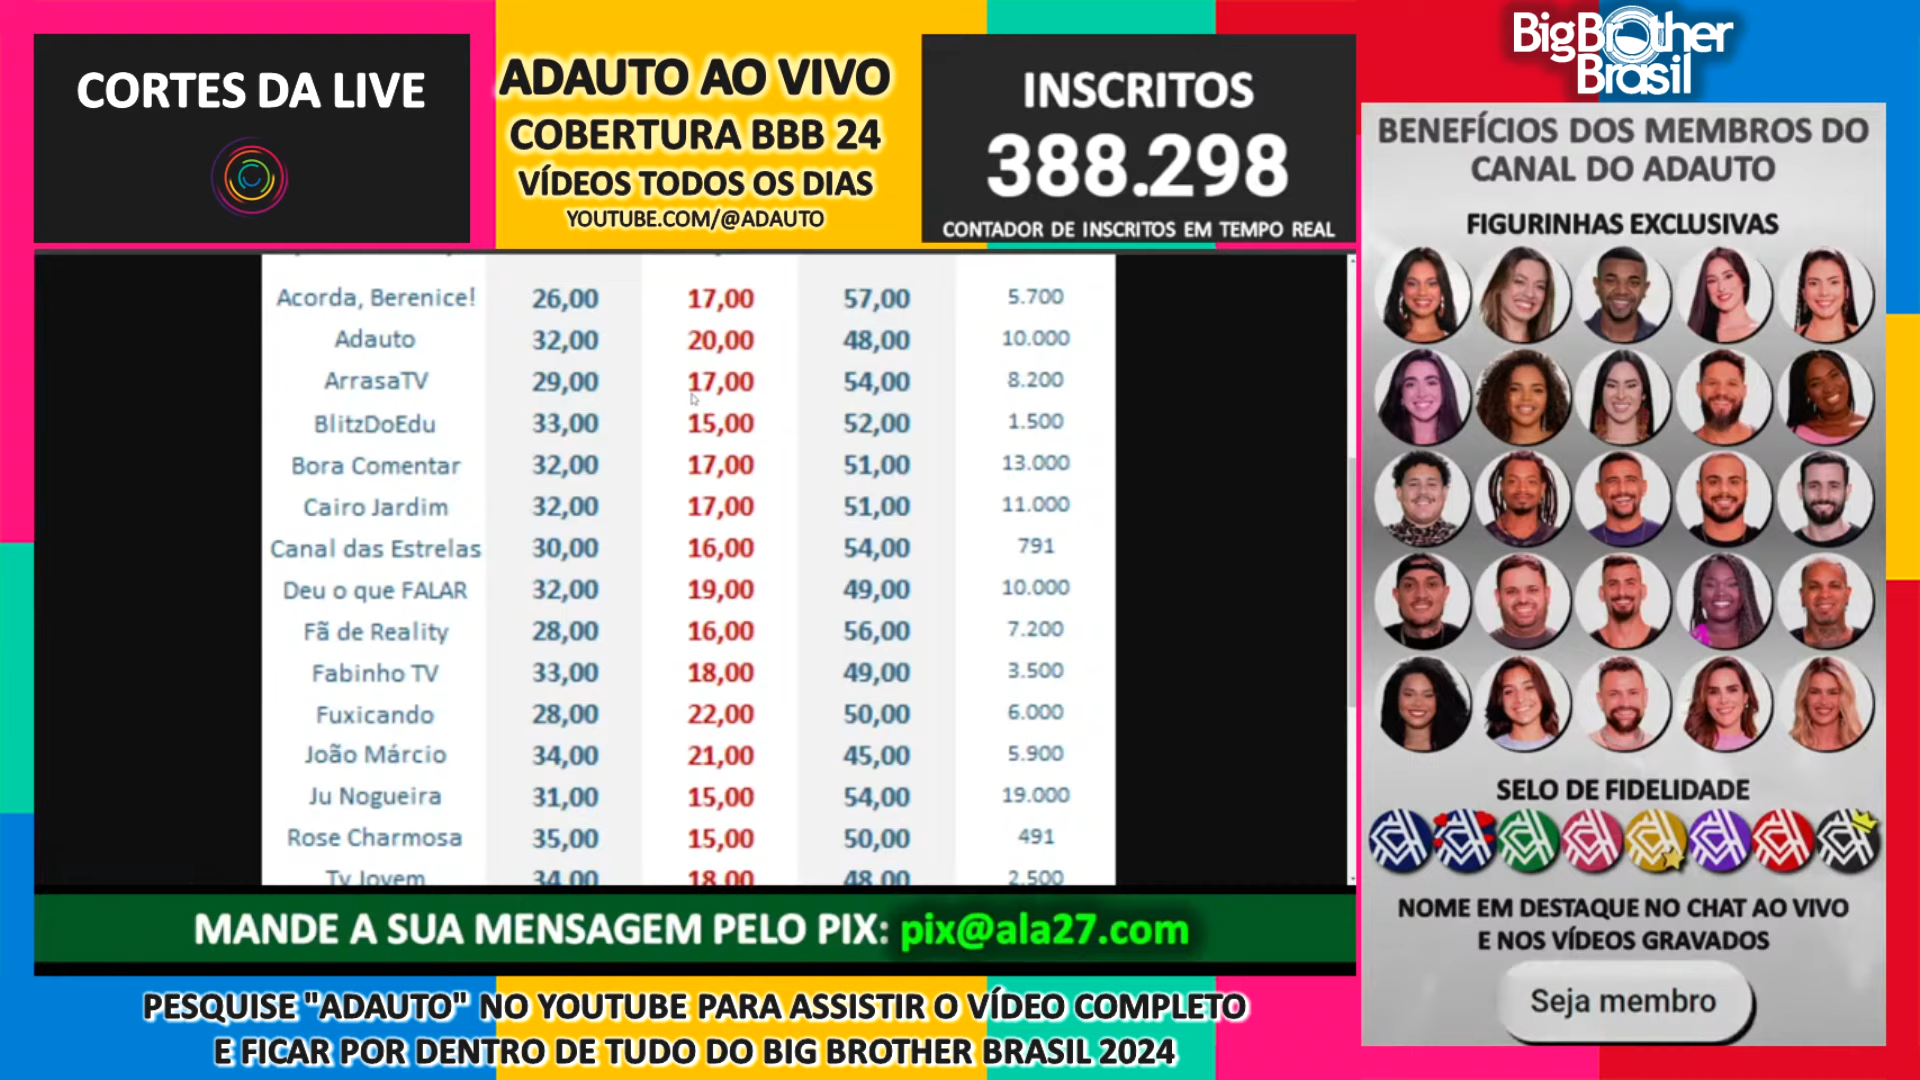 CORTES DA LIVE
ADAUTO AO VIVO
COBERTURA BBB 24
VÍDEOS TODOS OS DIAS
YOUTUBE.COM/@ADAUTO
INSCRITOS
388.298
CONTADOR DE INSCRITOS EM TEMPO REAL
Acorda, Berenice! 26,00 17,00 57,00 5.700
Adauto 32,00 20,00 48,00 10.000
ArrasaTV 29,00 17,00 54,00 8.200
BlitzDoEdu 33,00 15,00 52,00 1.500
Bora Comentar 32,00 17,00 51,00 13.000
Cairo Jardim 32,00 17,00 51,00 11.000
Canal das Estrelas 30,00 16,00 54,00 791
Deu o que FALAR 32,00 19,00 49,00 10.000
Fã de Reality 28,00 16,00 56,00 7.200
Fabinho TV 33,00 18,00 49,00 3.500
Fuxicando 28,00 22,00 50,00 6.000
João Márcio 34,00 21,00 45,00 5.900
Ju Nogueira 31,00 15,00 54,00 19.000
Rose Charmosa 35,00 15,00 50,00 491
Tv Jovem 34,00 18,00 48,00 2.500
MANDE A SUA MENSAGEM PELO PIX: pix@ala27.com
PESQUISE "ADAUTO" NO YOUTUBE PARA ASSISTIR O VÍDEO COMPLETO
E FICAR POR DENTRO DE TUDO DO BIG BROTHER BRASIL 2024
BigBrother
Brasil
BENEFÍCIOS DOS MEMBROS DO
CANAL DO ADAUTO
FIGURINHAS EXCLUSIVAS
SELO DE FIDELIDADE
NOME EM DESTAQUE NO CHAT AO VIVO
E NOS VÍDEOS GRAVADOS
Seja membro